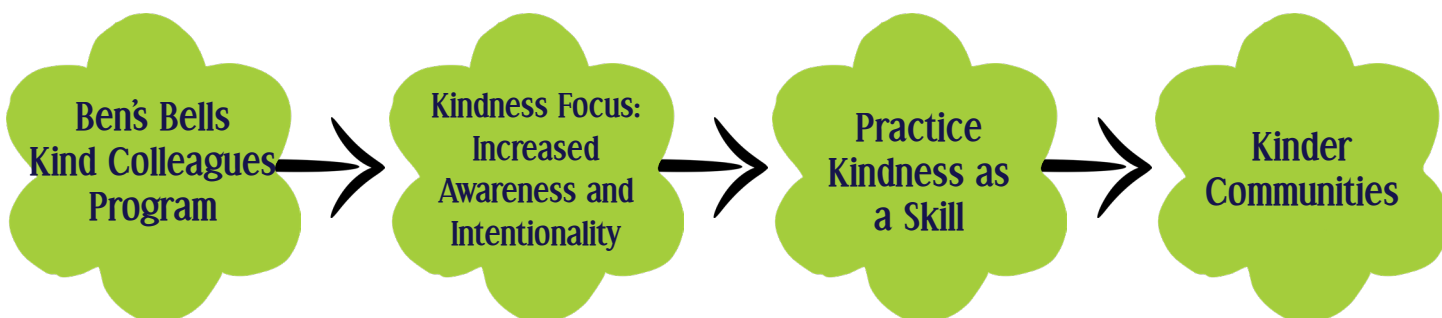 Ben's Bells
Kind Colleagues
Program
Kindness Focus:
Increased
Awareness and
Intentionality
Practice
Kindness as
a Skill
Kinder
Communities